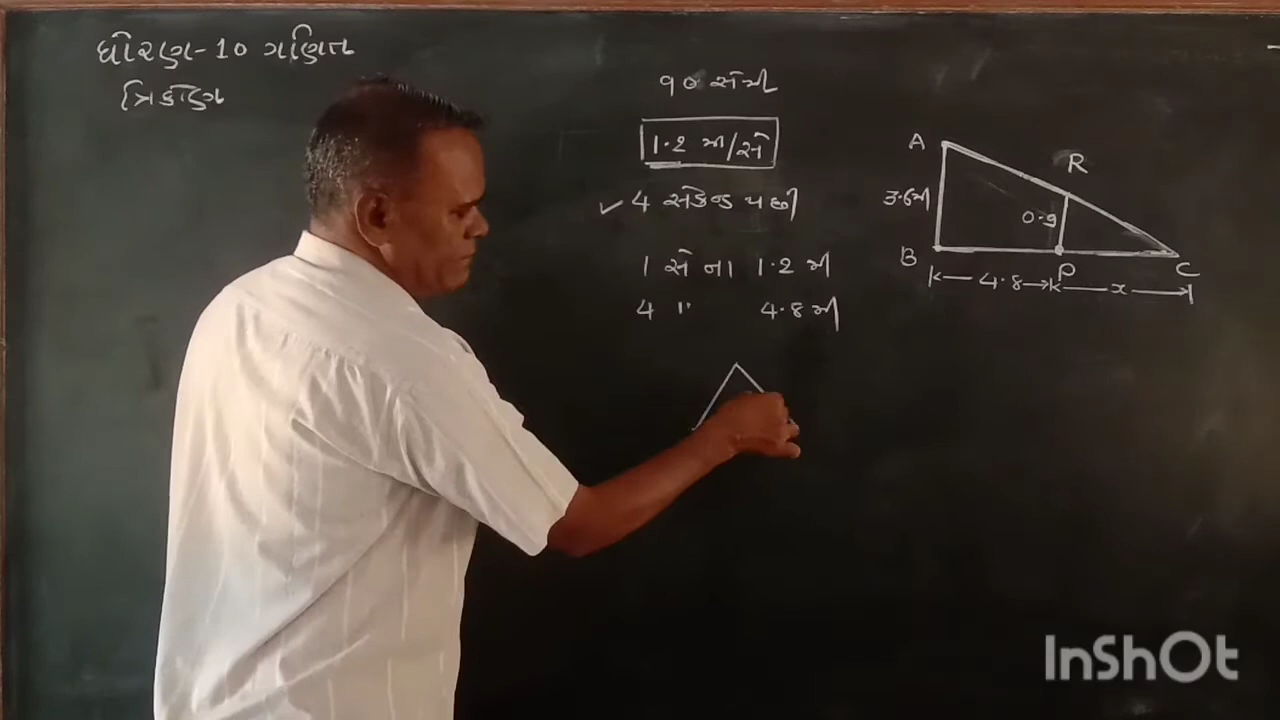 ધોરણ-10 ગણિત
ત્રિકોણ
૧૦ સેમી
1.2 મી/સે
✓ 4 સેકન્ડ પછી
1 સે ના 1.2 મી
4 " 4.8 મી
A
R
3.6મી
0.9
B
P
C
4.8
x
InShOt